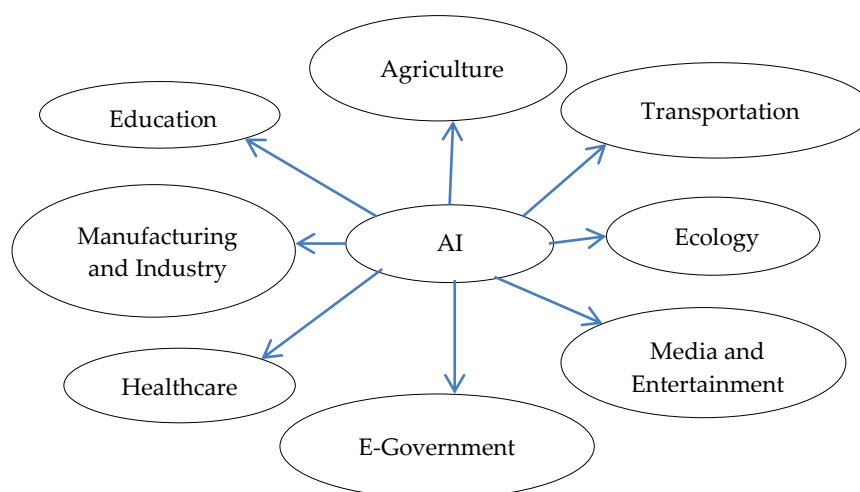 Agriculture
Education
Transportation
Manufacturing
and Industry
AI
Ecology
Healthcare
Media and
Entertainment
E-Government